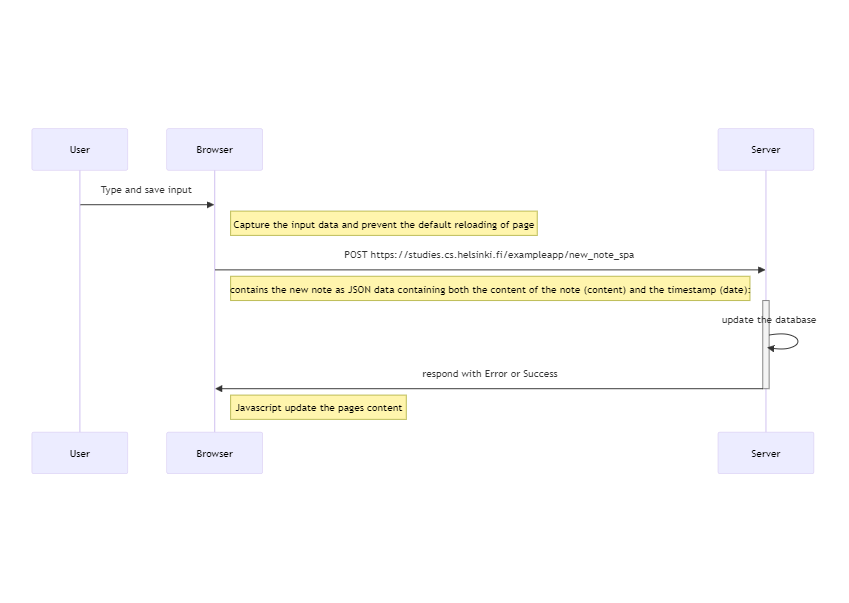 User Browser Server
Type and save input
Capture the input data and prevent the default reloading of page
POST https://studies.cs.helsinki.fi/exampleapp/new_note_spa
contains the new note as JSON data containing both the content of the note (content) and the timestamp (date):
update the database
respond with Error or Success
Javascript update the pages content
User Browser Server